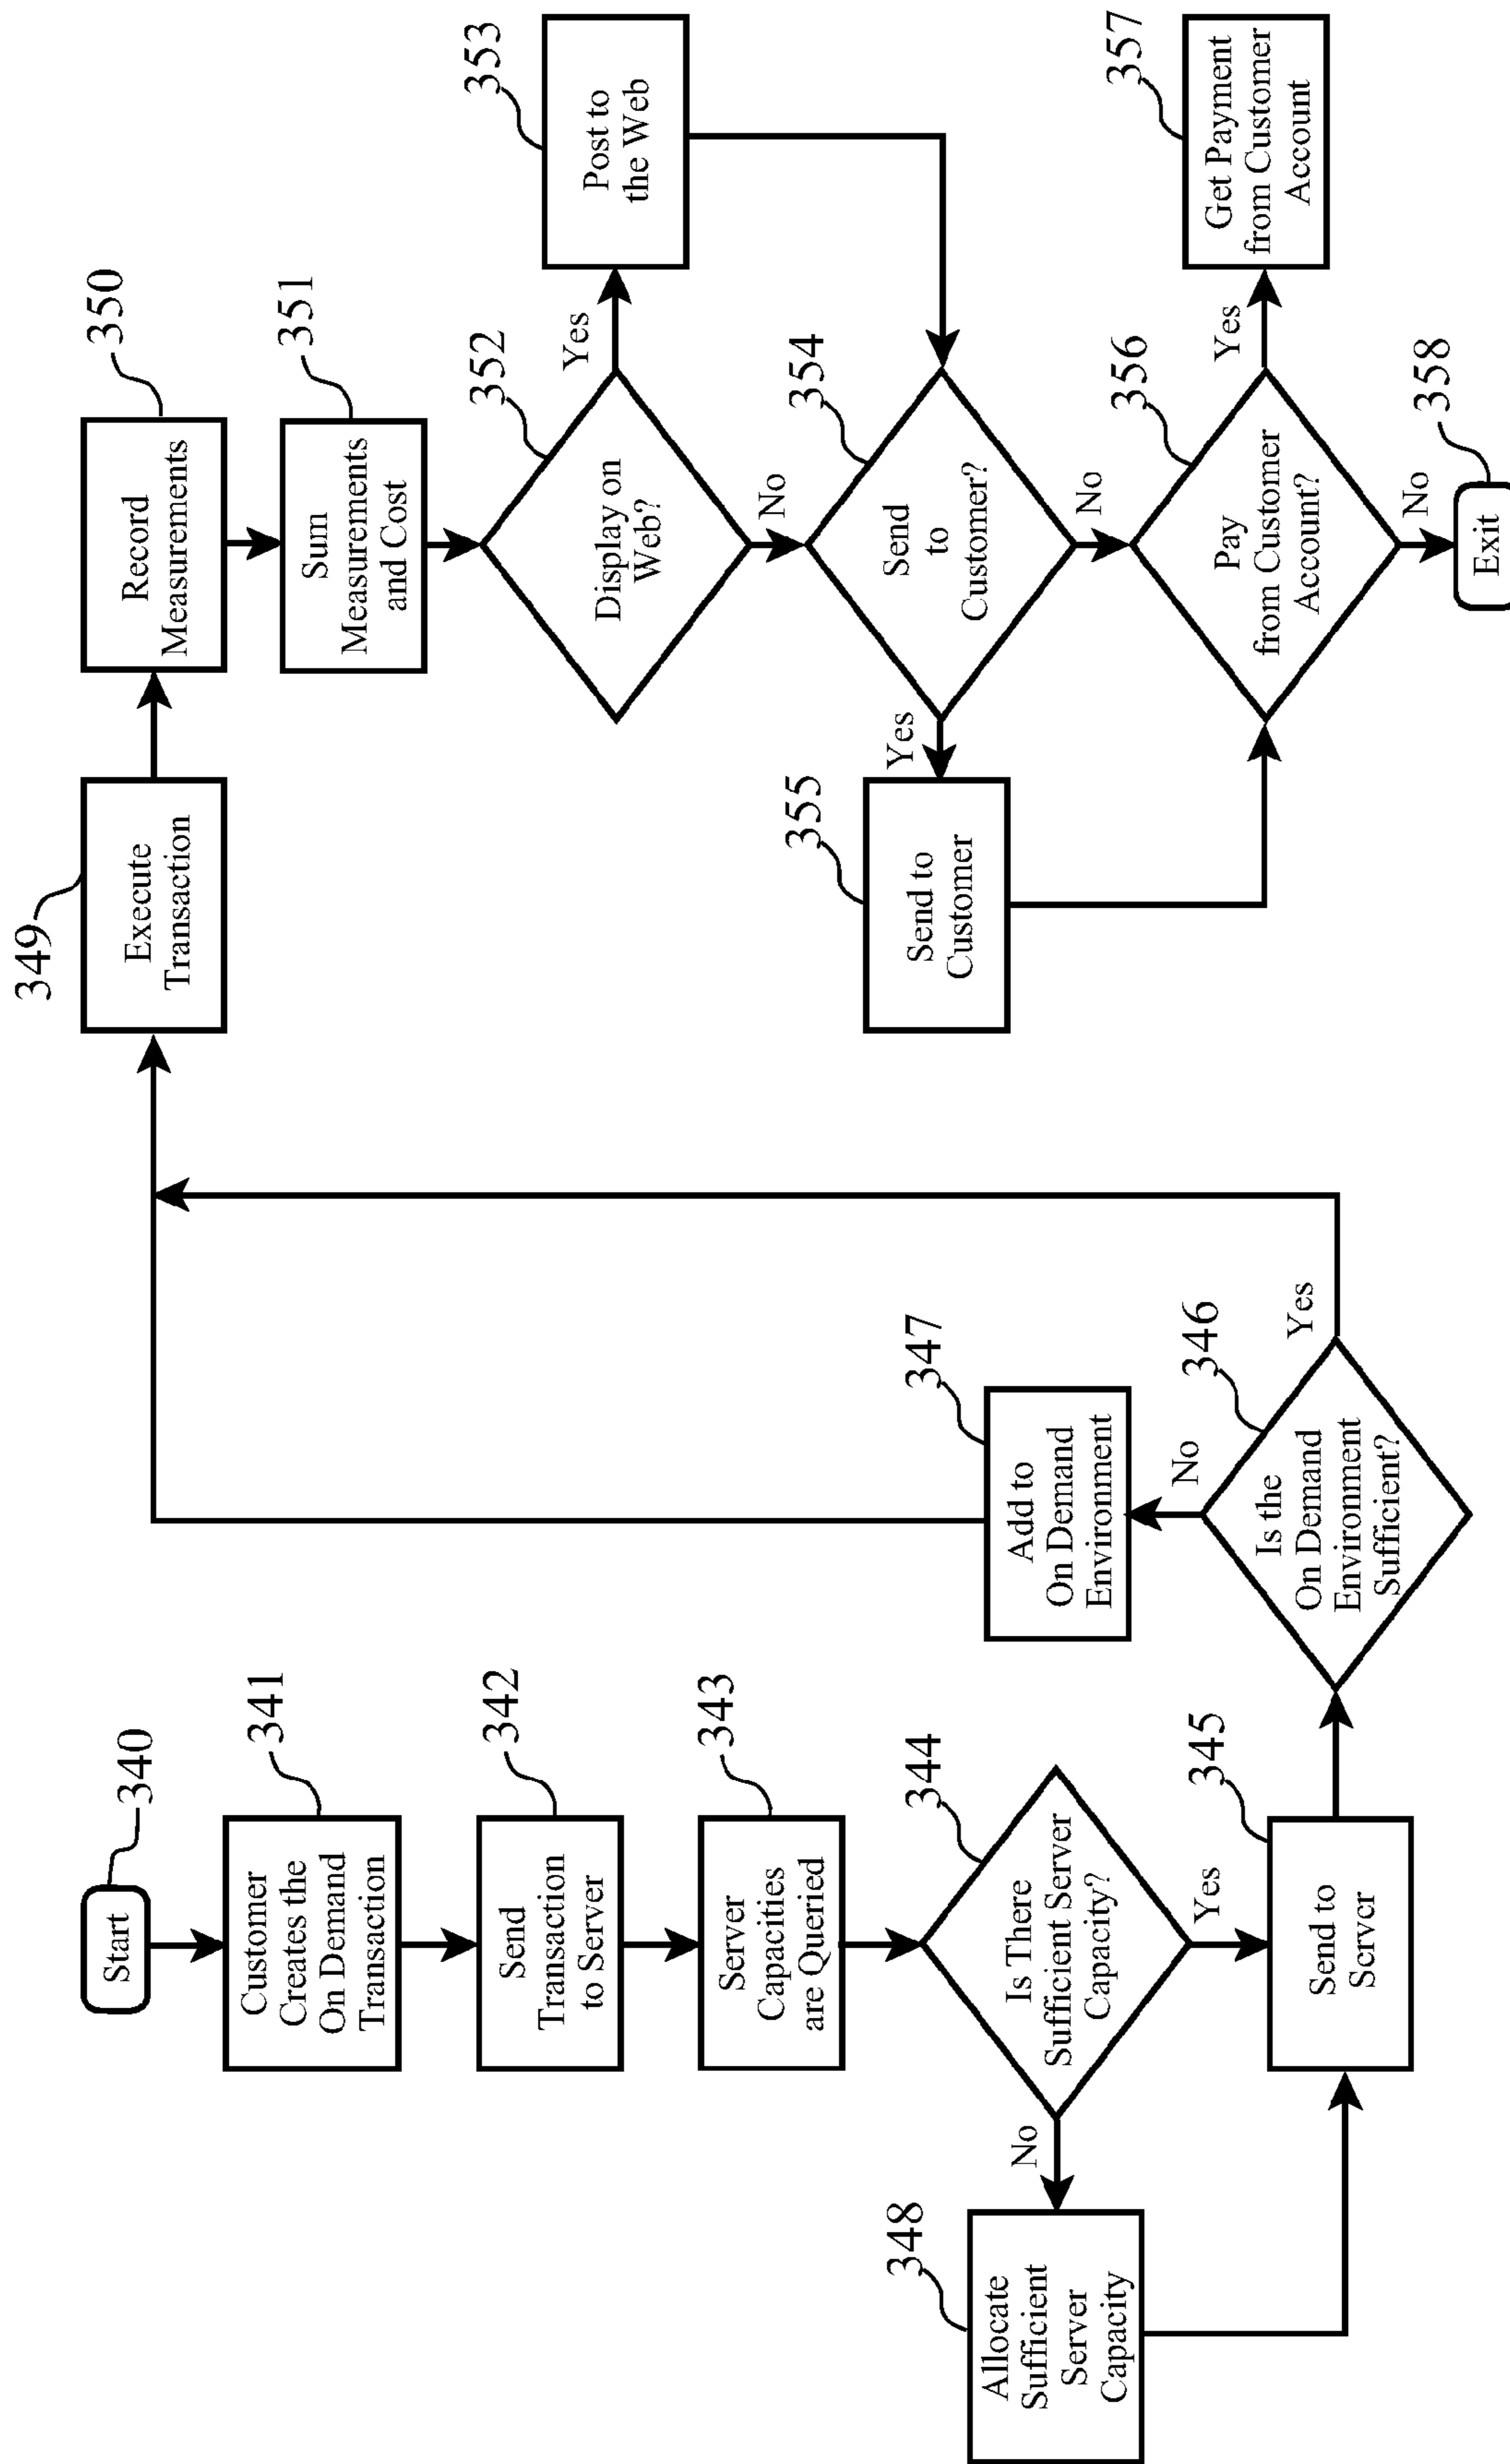 340
Start
341
Customer
Creates the
On Demand
Transaction
342
Send
Transaction
to Server
343
Server
Capacities
are Queried
344
Is There
Sufficient Server
Capacity?
No
Yes
348
Allocate
Sufficient
Server
Capacity
345
Send to
Server
346
Is the
On Demand
Environment
Sufficient?
No
Yes
347
Add to
On Demand
Environment
349
Execute
Transaction
350
Record
Measurements
351
Sum
Measurements
and Cost
352
Display on
Web?
Yes
No
353
Post to
the Web
354
Send
to
Customer?
Yes
No
355
Send to
Customer
356
Pay
from Customer
Account?
Yes
No
357
Get Payment
from Customer
Account
358
Exit